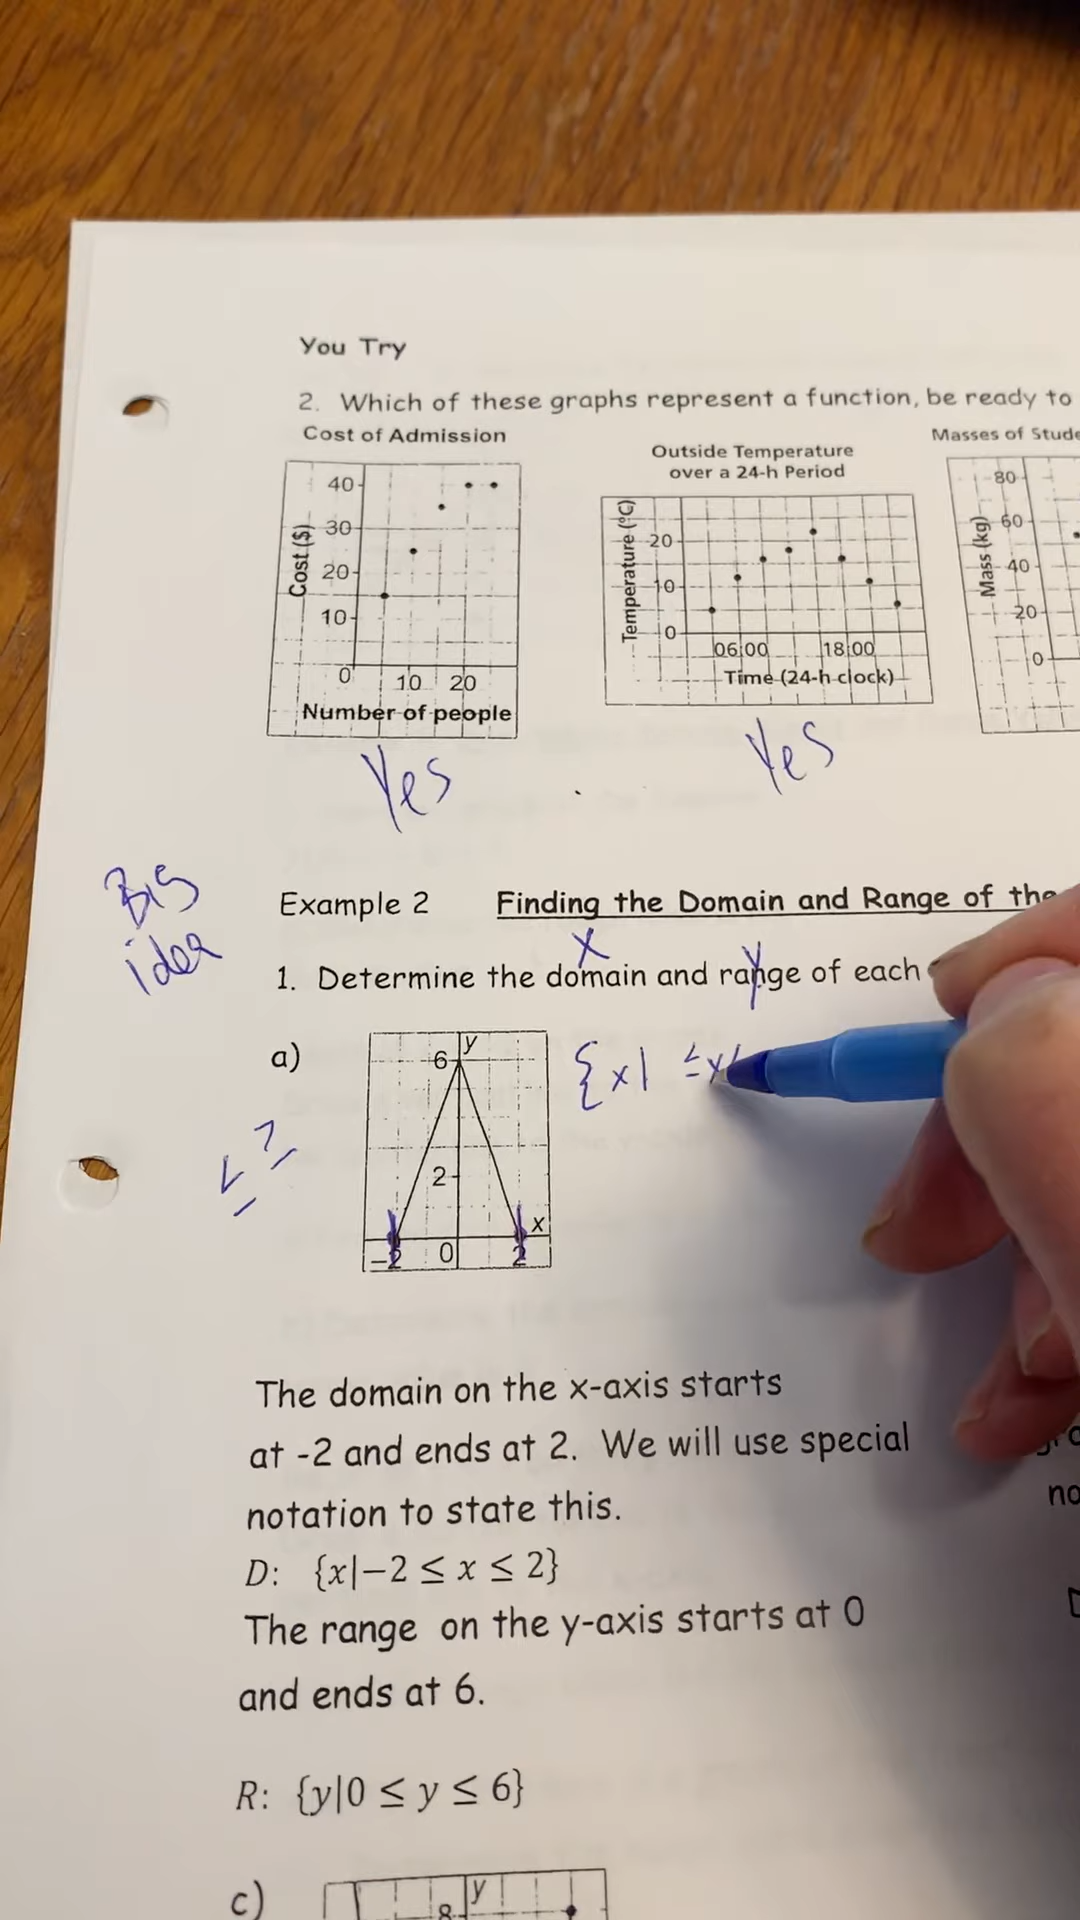 You Try
2. Which of these graphs represent a function, be ready to
Cost of Admission
Outside Temperature
over a 24-h Period
Masses of Stude
Cost ($)
40
30
20
10
0
10 20
Number of people
Temperature (°C)
20
10
0
06:00 18:00
Time (24-h clock)
Mass (kg)
80
60
40
20
0
Yes
Yes
Big
idea
Example 2 Finding the Domain and Range of the
x y
1. Determine the domain and range of each
a)
y
6
2
-2 0 2
x
{x| ≤x
≤ ≥
The domain on the x-axis starts
at -2 and ends at 2. We will use special
notation to state this.
D: {x|−2 ≤ x ≤ 2}
The range on the y-axis starts at 0
and ends at 6.
R: {y|0 ≤ y ≤ 6}
no
c)
y
8